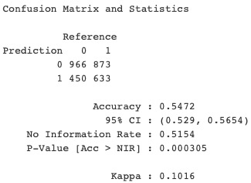 Confusion Matrix and Statistics
Reference
Prediction 0 1
0 966 873
1 450 633
Accuracy : 0.5472
95% CI : (0.529, 0.5654)
No Information Rate : 0.5154
P-Value [Acc > NIR] : 0.000305
Kappa : 0.1016